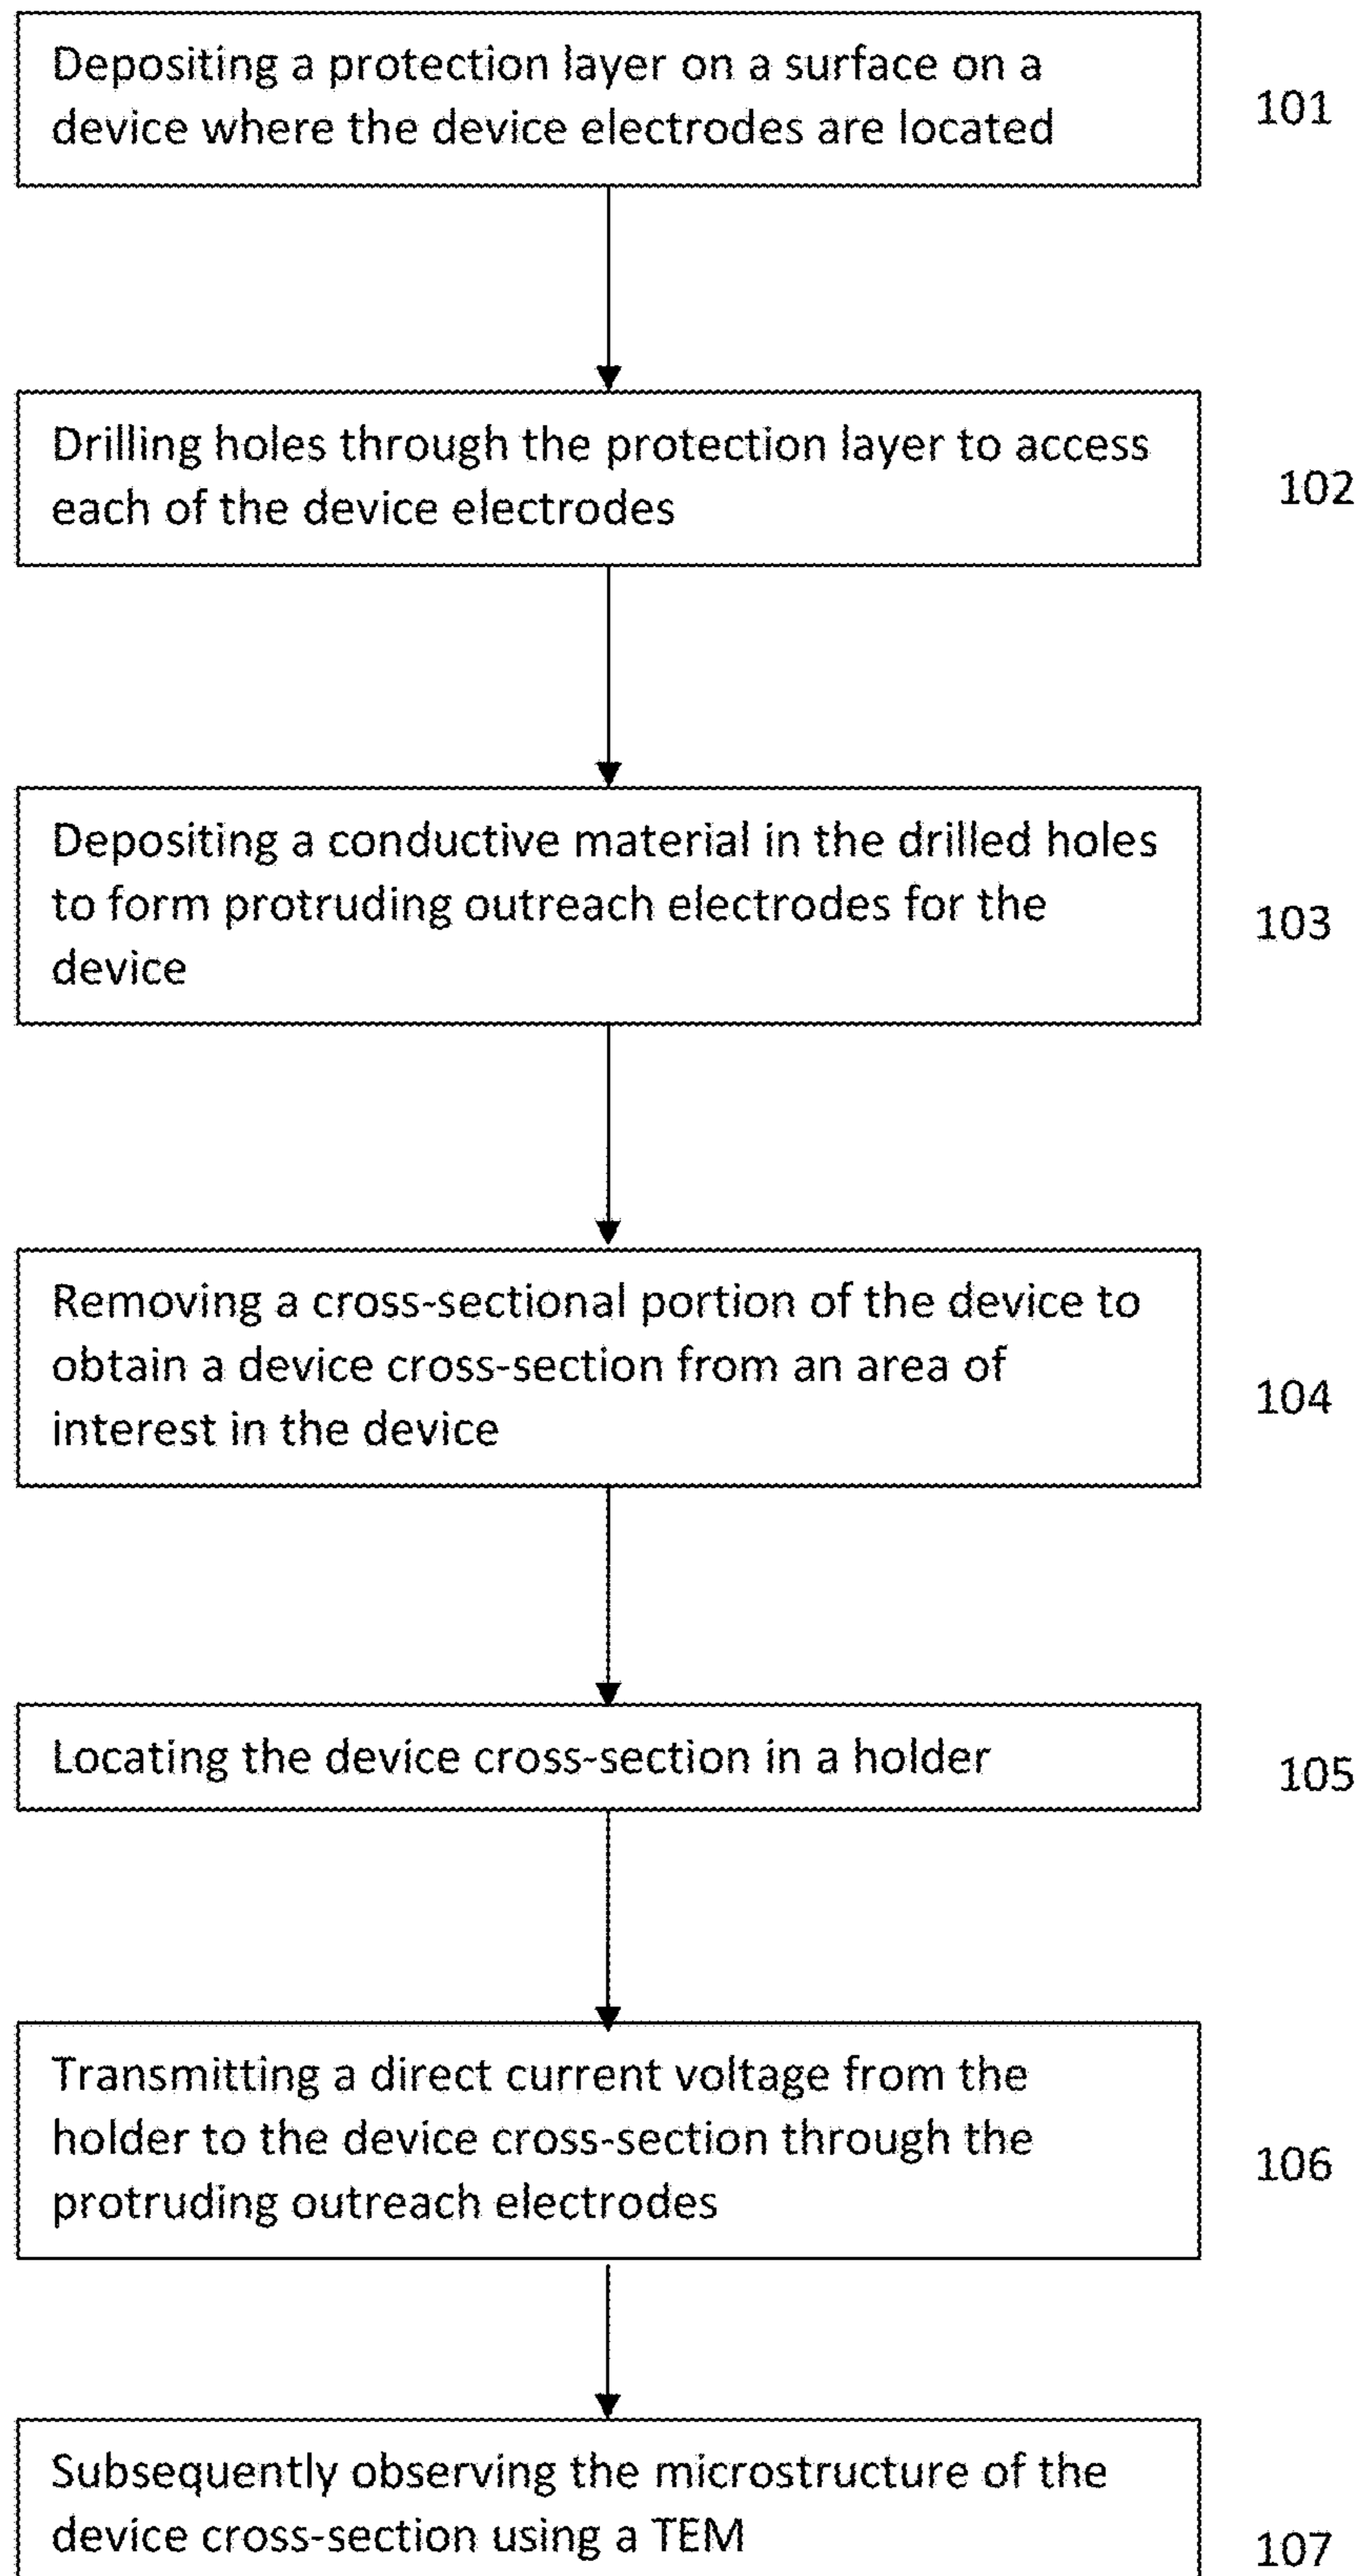 Depositing a protection layer on a surface on a
device where the device electrodes are located
101
Drilling holes through the protection layer to access
each of the device electrodes
102
Depositing a conductive material in the drilled holes
to form protruding outreach electrodes for the
device
103
Removing a cross-sectional portion of the device to
obtain a device cross-section from an area of
interest in the device
104
Locating the device cross-section in a holder
105
Transmitting a direct current voltage from the
holder to the device cross-section through the
protruding outreach electrodes
106
Subsequently observing the microstructure of the
device cross-section using a TEM
107